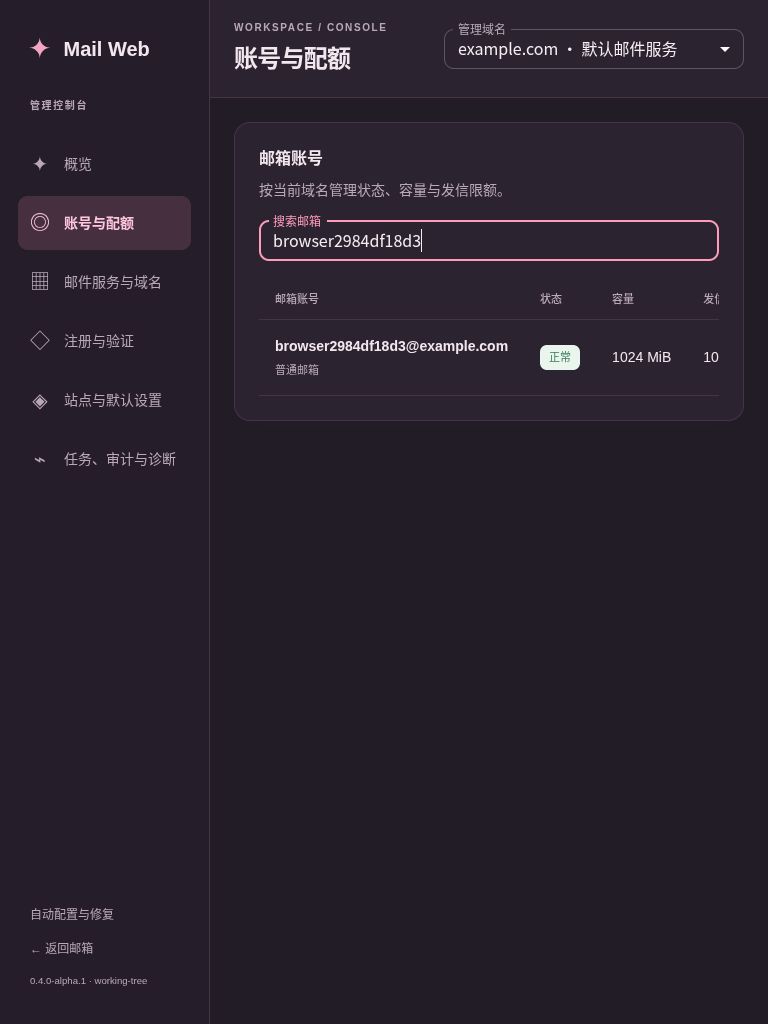 Mail Web
管理控制台
概览
账号与配额
邮件服务与域名
注册与验证
站点与默认设置
任务、审计与诊断
自动配置与修复
← 返回邮箱
0.4.0-alpha.1 · working-tree
WORKSPACE / CONSOLE
账号与配额
管理域名
example.com · 默认邮件服务
邮箱账号
按当前域名管理状态、容量与发信限额。
搜索邮箱
browser2984df18d3
邮箱账号 状态 容量 发
browser2984df18d3@example.com 正常 1024 MiB 10
普通邮箱